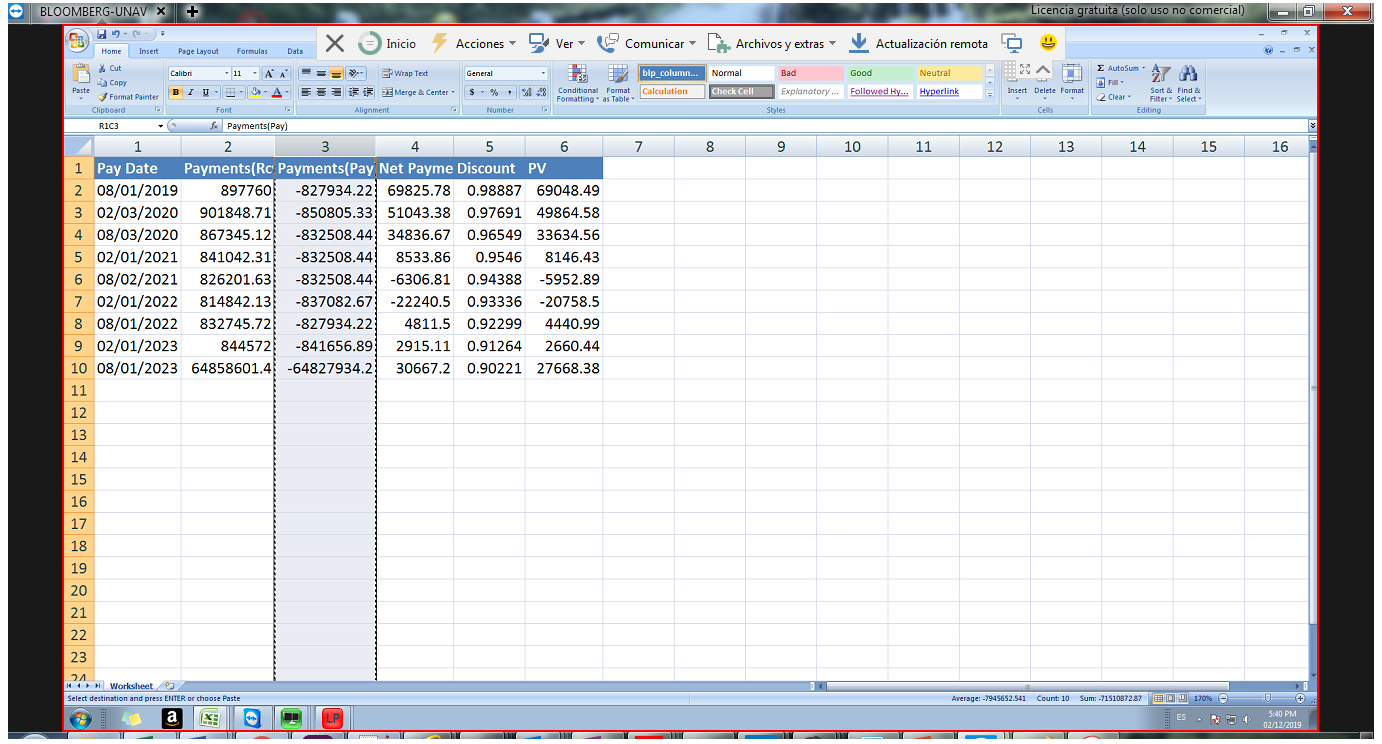 BLOOMBERG-UNAV
Licencia gratuita (solo uso no comercial)
Home Insert Page Layout Formulas Data
Inicio Acciones Ver Comunicar Archivos y extras Actualización remota
Paste
Cut
Copy
Format Painter
Clipboard
Calibri 11
B I U
Font
Wrap Text
Merge & Center
Alignment
General
$ % ,
Number
Conditional Formatting
Format as Table
blp_column... Normal Bad Good Neutral
Calculation Check Cell Explanatory ... Followed Hy... Hyperlink
Styles
Insert Delete Format
Cells
AutoSum
Fill
Clear
Sort & Filter
Find & Select
Editing
R1C3 fx Payments(Pay)
1 2 3 4 5 6 7 8 9 10 11 12 13 14 15 16
1 Pay Date Payments(Rc Payments(Pay Net Payme Discount PV
2 08/01/2019 897760 -827934.22 69825.78 0.98887 69048.49
3 02/03/2020 901848.71 -850805.33 51043.38 0.97691 49864.58
4 08/03/2020 867345.12 -832508.44 34836.67 0.96549 33634.56
5 02/01/2021 841042.31 -832508.44 8533.86 0.9546 8146.43
6 08/02/2021 826201.63 -832508.44 -6306.81 0.94388 -5952.89
7 02/01/2022 814842.13 -837082.67 -22240.5 0.93336 -20758.5
8 08/01/2022 832745.72 -827934.22 4811.5 0.92299 4440.99
9 02/01/2023 844572 -841656.89 2915.11 0.91264 2660.44
10 08/01/2023 64858601.4 -64827934.2 30667.2 0.90221 27668.38
11
12
13
14
15
16
17
18
19
20
21
22
23
24
Worksheet
Select destination and press ENTER or choose Paste Average: -7945652.541 Count: 10 Sum: -71510872.87 170%
a LP ES 5:40 PM
02/12/2019